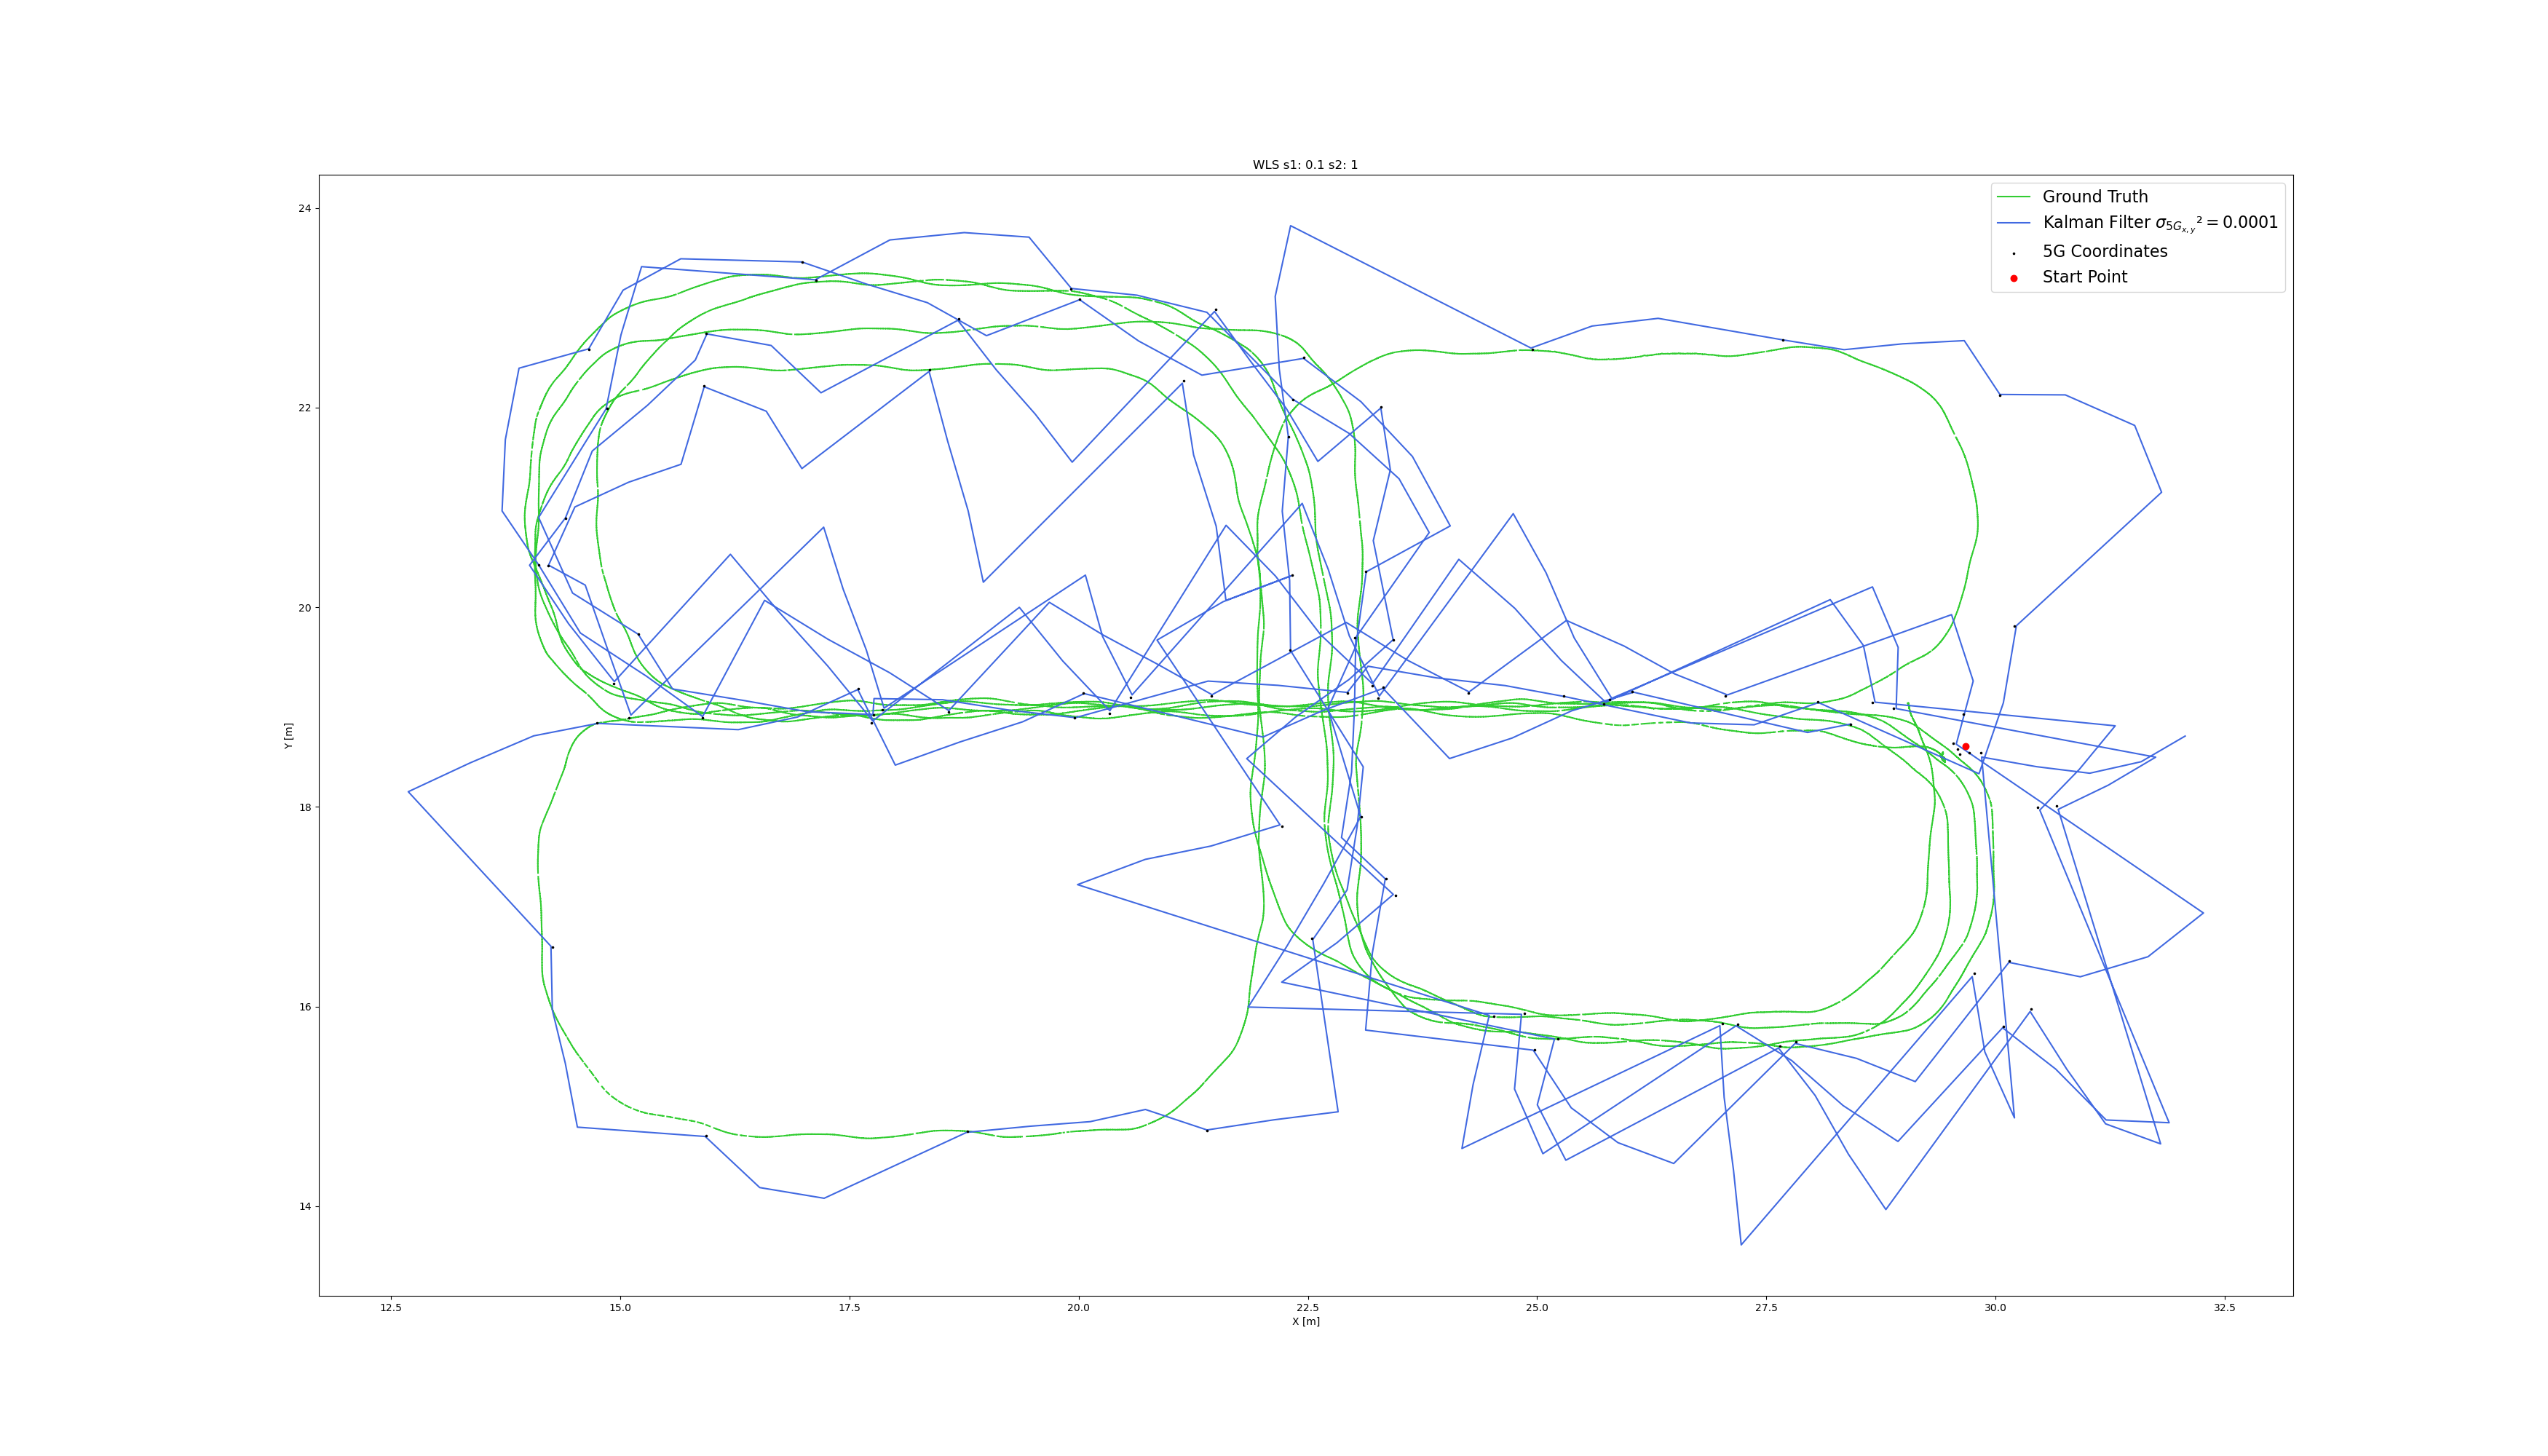 WLS s1: 0.1 s2: 1
Ground Truth
Kalman Filter σ5Gx,y² = 0.0001
5G Coordinates
Start Point
24
22
20
18
16
14
Y [m]
12.5 15.0 17.5 20.0 22.5 25.0 27.5 30.0 32.5
X [m]